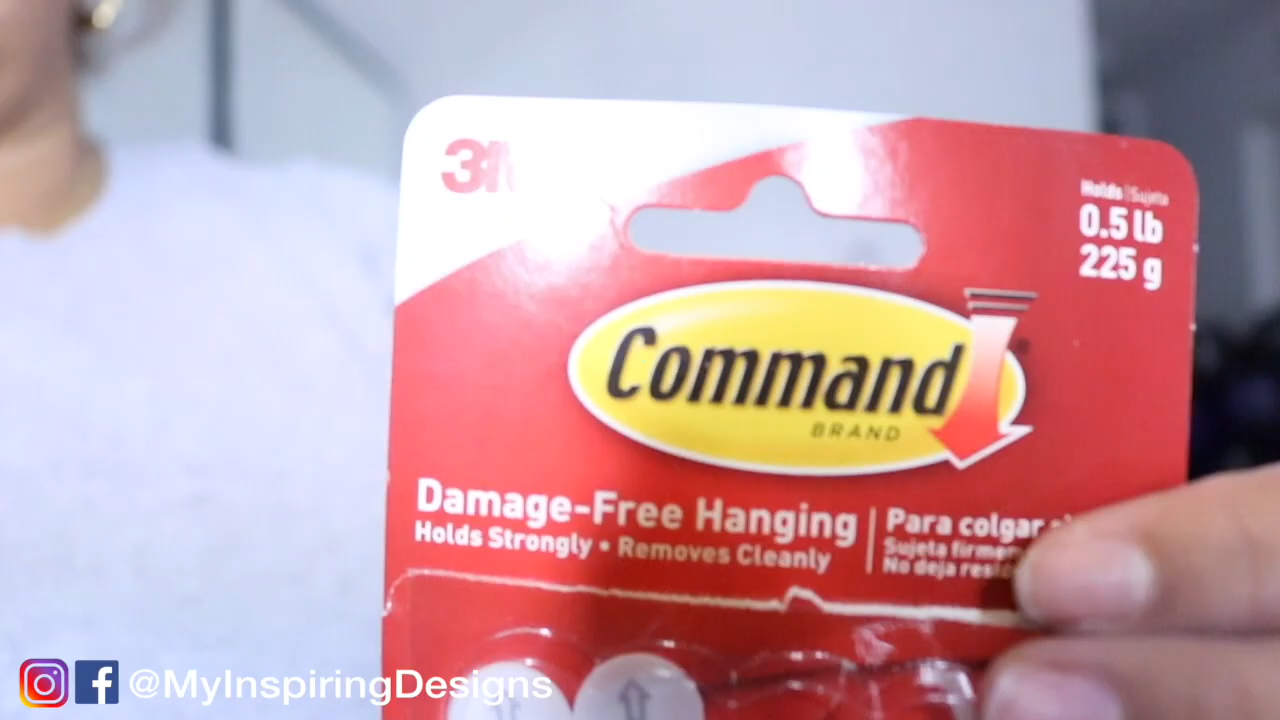 3M
Holds | Sujeta
0.5 lb
225 g
Command
BRAND
Damage-Free Hanging
Holds Strongly • Removes Cleanly
Para colgar
Sujeta
No deja
@MyInspiringDesigns